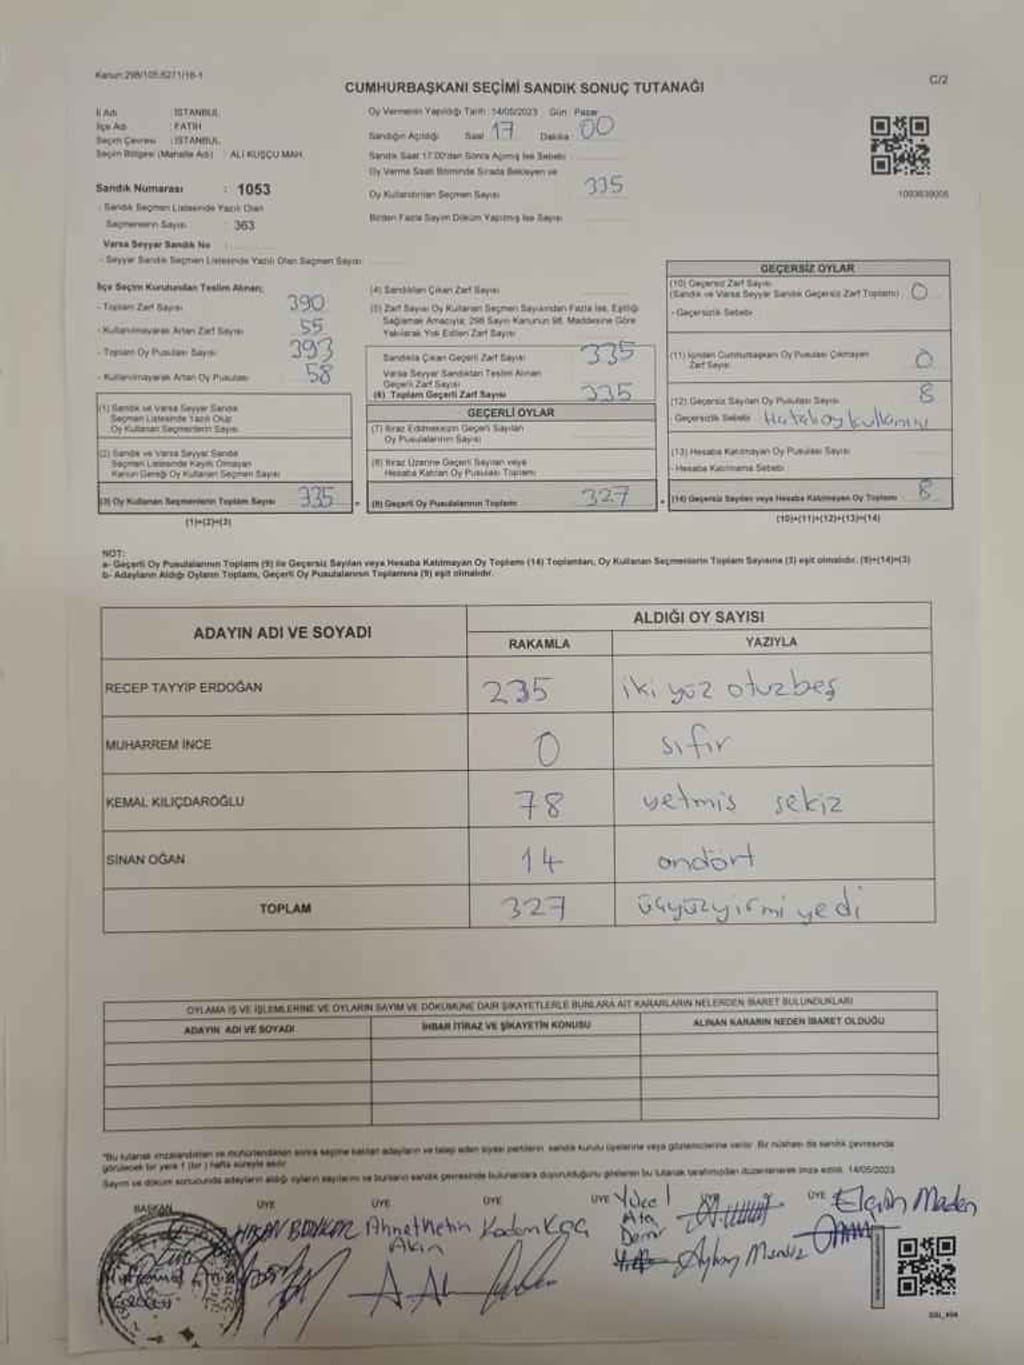 Kanun:298/105,6271/16-1
C/2
CUMHURBAŞKANI SEÇİMİ SANDIK SONUÇ TUTANAĞI
İl Adı : İSTANBUL
İlçe Adı : FATİH
Seçim Çevresi : İSTANBUL
Seçim Bölgesi (Mahalle Adı) : ALİ KUŞÇU MAH.
Sandık Numarası : 1053
- Sandık Seçmen Listesinde Yazılı Olan
Seçmenlerin Sayısı : 363
Varsa Seyyar Sandık No :
- Seyyar Sandık Seçmen Listesinde Yazılı Olan Seçmen Sayısı
Oy Vermenin Yapıldığı Tarih : 14/05/2023 Gün : Pazar
Sandığın Açıldığı Saat 17 Dakika : 00
Sandık Saat 17:00'dan Sonra Açılmış İse Sebebi
Oy Verme Saati Bitiminde Sırada Bekleyen ve
Oy Kullandırılan Seçmen Sayısı 335
Birden Fazla Sayım Döküm Yapılmış İse Sayısı
1093639005
İlçe Seçim Kurulundan Teslim Alınan;
- Toplam Zarf Sayısı 390
- Kullanılmayarak Artan Zarf Sayısı 55
- Toplam Oy Pusulası Sayısı 393
- Kullanılmayarak Artan Oy Pusulası 58
(1) Sandık ve Varsa Seyyar Sandık
Seçmen Listesinde Yazılı Olup
Oy Kullanan Seçmenlerin Sayısı
(2) Sandık ve Varsa Seyyar Sandık
Seçmen Listesinde Kayıtlı Olmayan
Kanun Gereği Oy Kullanan Seçmen Sayısı
(3) Oy Kullanan Seçmenlerin Toplam Sayısı 335
(1)+(2)=(3)
(4) Sandıktan Çıkan Zarf Sayısı
(5) Zarf Sayısı Oy Kullanan Seçmen Sayısından Fazla İse, Eşitliği
Sağlamak Amacıyla; 298 Sayılı Kanunun 98. Maddesine Göre
Yakılarak Yok Edilen Zarf Sayısı
Sandıkta Çıkan Geçerli Zarf Sayısı 335
Varsa Seyyar Sandıktan Teslim Alınan
Geçerli Zarf Sayısı
(6) Toplam Geçerli Zarf Sayısı 335
GEÇERLİ OYLAR
(7) İtiraz Edilmeksizin Geçerli Sayılan
Oy Pusulalarının Sayısı
(8) İtiraz Üzerine Geçerli Sayılan veya
Hesaba Katılan Oy Pusulası Toplamı
(9) Geçerli Oy Pusulalarının Toplamı 327
GEÇERSİZ OYLAR
(10) Geçersiz Zarf Sayısı
(Sandık ve Varsa Seyyar Sandık Geçersiz Zarf Toplamı) 0
- Geçersizlik Sebebi
(11) İçinden Cumhurbaşkanı Oy Pusulası Çıkmayan
Zarf Sayısı 0
(12) Geçersiz Sayılan Oy Pusulası Sayısı 8
Geçersizlik Sebebi Hatalı oy kullanımı
(13) Hesaba Katılmayan Oy Pusulası Sayısı
- Hesaba Katılmama Sebebi
(14) Geçersiz Sayılan veya Hesaba Katılmayan Oy Toplamı 8
(10)+(11)+(12)+(13)=(14)
NOT:
a- Geçerli Oy Pusulalarının Toplamı (9) ile Geçersiz Sayılan veya Hesaba Katılmayan Oy Toplamı (14) Toplamları, Oy Kullanan Seçmenlerin Toplam Sayısına (3) eşit olmalıdır. (9)+(14)=(3)
b- Adayların Aldığı Oyların Toplamı, Geçerli Oy Pusulalarının Toplamına (9) eşit olmalıdır.
ADAYIN ADI VE SOYADI ALDIĞI OY SAYISI
RAKAMLA YAZIYLA
RECEP TAYYİP ERDOĞAN 235 iki yüz otuzbeş
MUHARREM İNCE 0 sıfır
KEMAL KILIÇDAROĞLU 78 yetmiş sekiz
SİNAN OĞAN 14 ondört
TOPLAM 327 üçyüzyirmi yedi
OYLAMA İŞ VE İŞLEMLERİNE VE OYLARIN SAYIM VE DÖKÜMÜNE DAİR ŞİKAYETLERLE BUNLARA AİT KARARLARIN NELERDEN İBARET BULUNDUKLARI
ADAYIN ADI VE SOYADI İHBAR İTİRAZ VE ŞİKAYETİN KONUSU ALINAN KARARIN NEDEN İBARET OLDUĞU
"Bu tutanak imzalandıktan ve mühürlendikten sonra seçime katılan adayların ve talep eden siyasi partilerin, sandık kurulu üyelerine veya gözlemcilerine verilir. Bir nüshası da sandık çevresinde
görülecek bir yere 1 (bir) hafta süreyle asılır.
Sayım ve döküm sonucunda adayların aldığı oyların sayılarını ve bunların sandık çevresinde bulunanlara duyurulduğunu gösteren bu tutanak tarafımızdan düzenlenerek imza edildi. 14/05/2023
BAŞKAN ÜYE ÜYE ÜYE ÜYE ÜYE
Ahmet Metin
Akın
Yücel
Ata
Demir
Elçin Maden